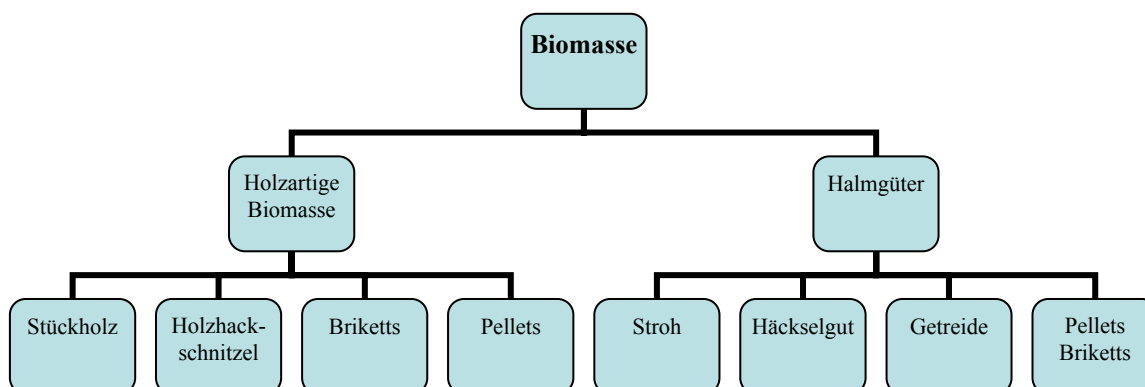 Biomasse
Holzartige
Biomasse
Halmgüter
Stückholz
Holzhack-
schnitzel
Briketts
Pellets
Stroh
Häckselgut
Getreide
Pellets
Briketts